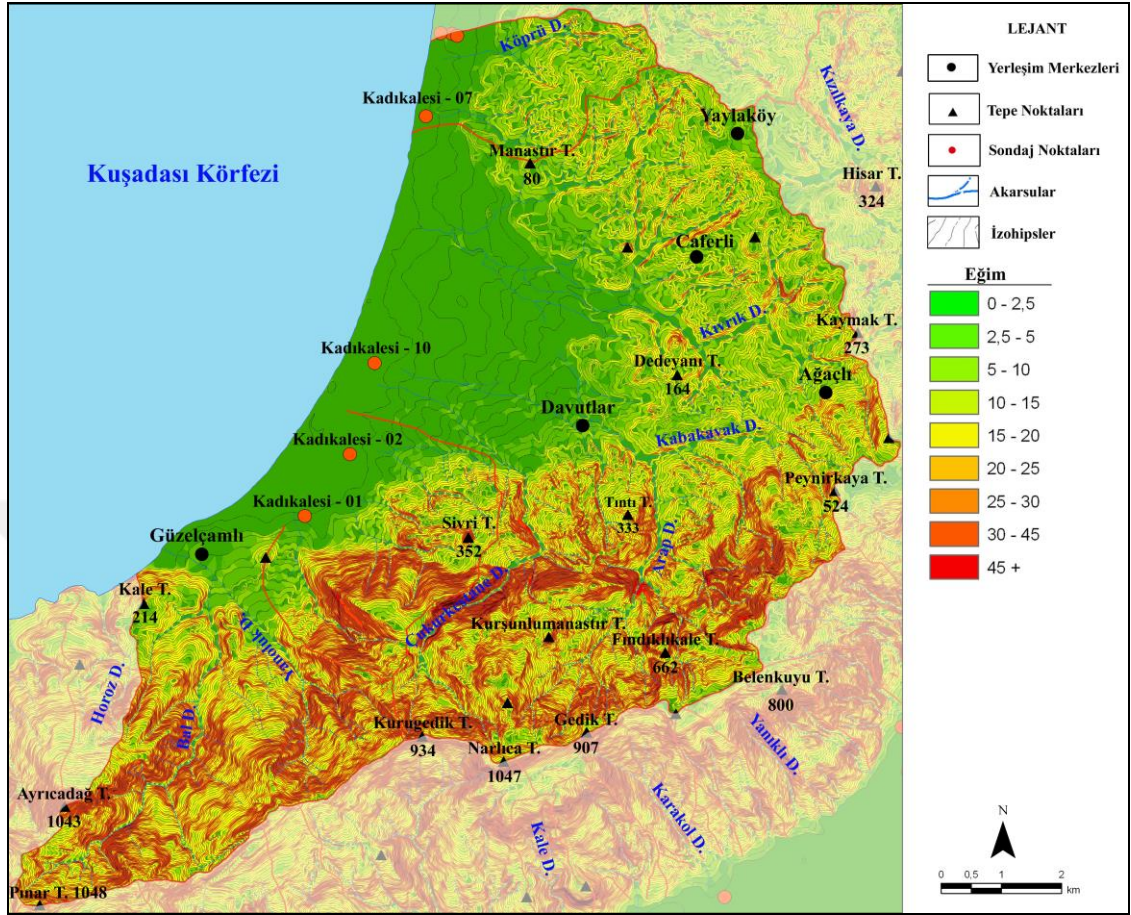 Köprü D.
Kızılkaya D.
Kadıkalesi - 07
Yaylaköy
Manastır T.
80
Kuşadası Körfezi
Hisar T.
324
Caferli
Kıvrık D.
Kaymak T.
273
Kadıkalesi - 10
Dedeyanı T.
164
Ağaçlı
Davutlar
Kabakavak D.
Kadıkalesi - 02
Peynirkaya T.
524
Kadıkalesi - 01
Sivri T.
352
Tıntı T.
333
Arap D.
Güzelçamlı
Kale T.
214
Çukurkestane D.
Yanoluk D.
Kurşunlumanastır T.
Fındıklıkale T.
662
Belenkuyu T.
800
Horoz D.
Bal D.
Kurugedik T.
934
Gedik T.
907
Narlıca T.
1047
Yanıklı D.
Karakol D.
Kale D.
Ayrıcadağ T.
1043
Pınar T. 1048
LEJANT
Yerleşim Merkezleri
Tepe Noktaları
Sondaj Noktaları
Akarsular
İzohipsler
Eğim
0 - 2,5
2,5 - 5
5 - 10
10 - 15
15 - 20
20 - 25
25 - 30
30 - 45
45 +
N
0 0,5 1 2
km